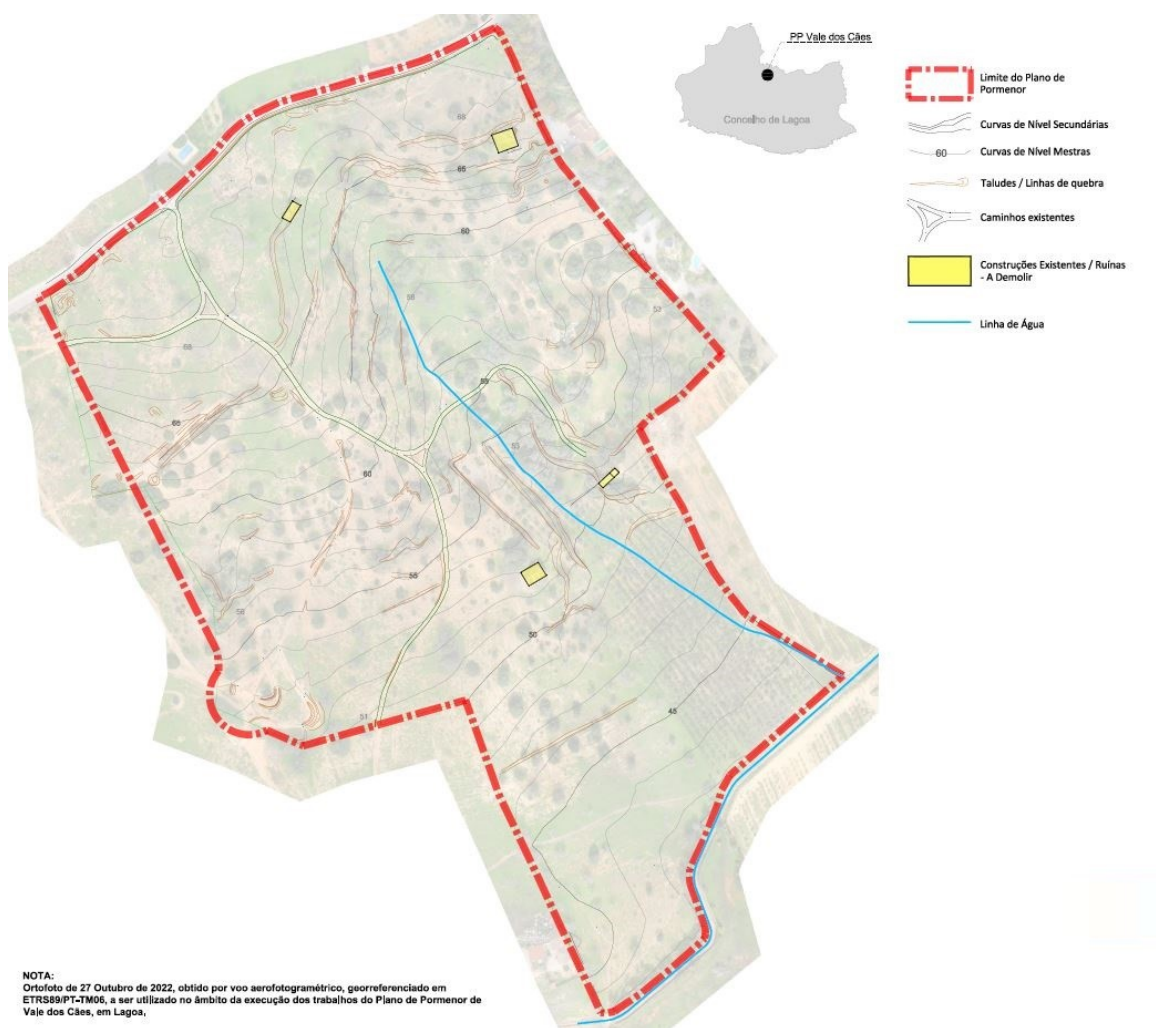 PP Vale dos Cães
Concelho de Lagoa
Limite do Plano de
Pormenor
Curvas de Nível Secundárias
60
Curvas de Nível Mestras
Taludes / Linhas de quebra
Caminhos existentes
Construções Existentes / Ruínas
- A Demolir
Linha de Água
65
60
65
60
55
55
50
45
51
NOTA:
Ortofoto de 27 Outubro de 2022, obtido por voo aerofotogramétrico, georreferenciado em
ETRS89/PT-TM06, a ser utilizado no âmbito da execução dos trabalhos do Plano de Pormenor de
Vale dos Cães, em Lagoa,